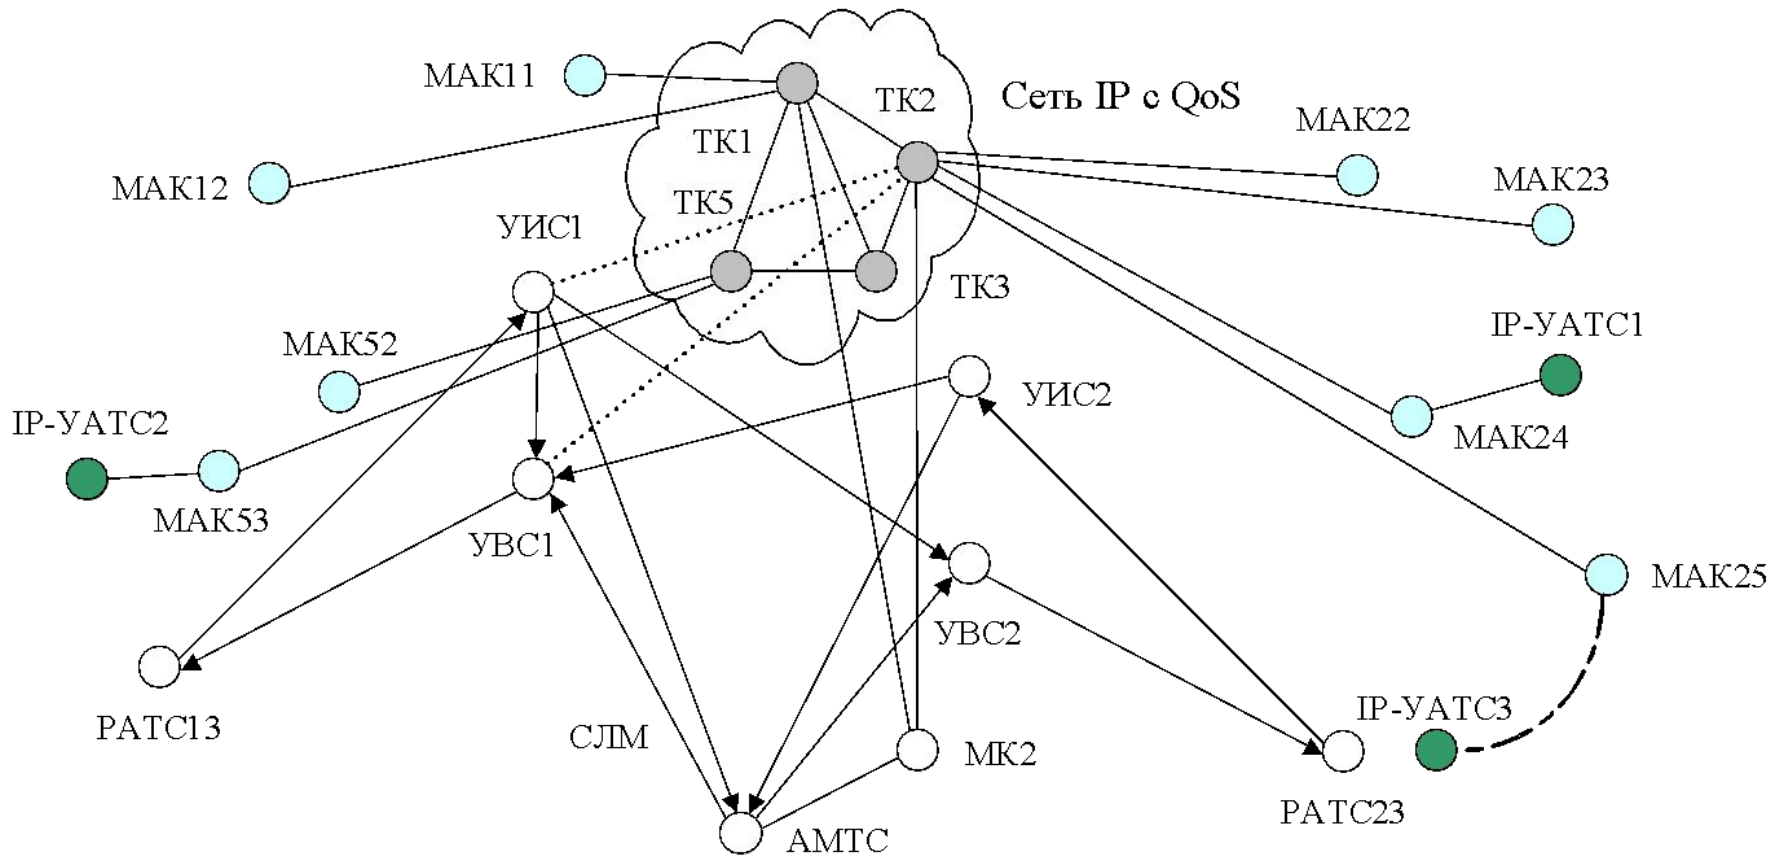 МАК11
ТК2
Сеть IP с QoS
МАК22
ТК1
МАК12
МАК23
ТК5
УИС1
ТК3
IP-УАТС1
МАК52
УИС2
IP-УАТС2
МАК24
МАК53
УВС1
МАК25
УВС2
РАТС13
СЛМ
IP-УАТС3
МК2
РАТС23
АМТС